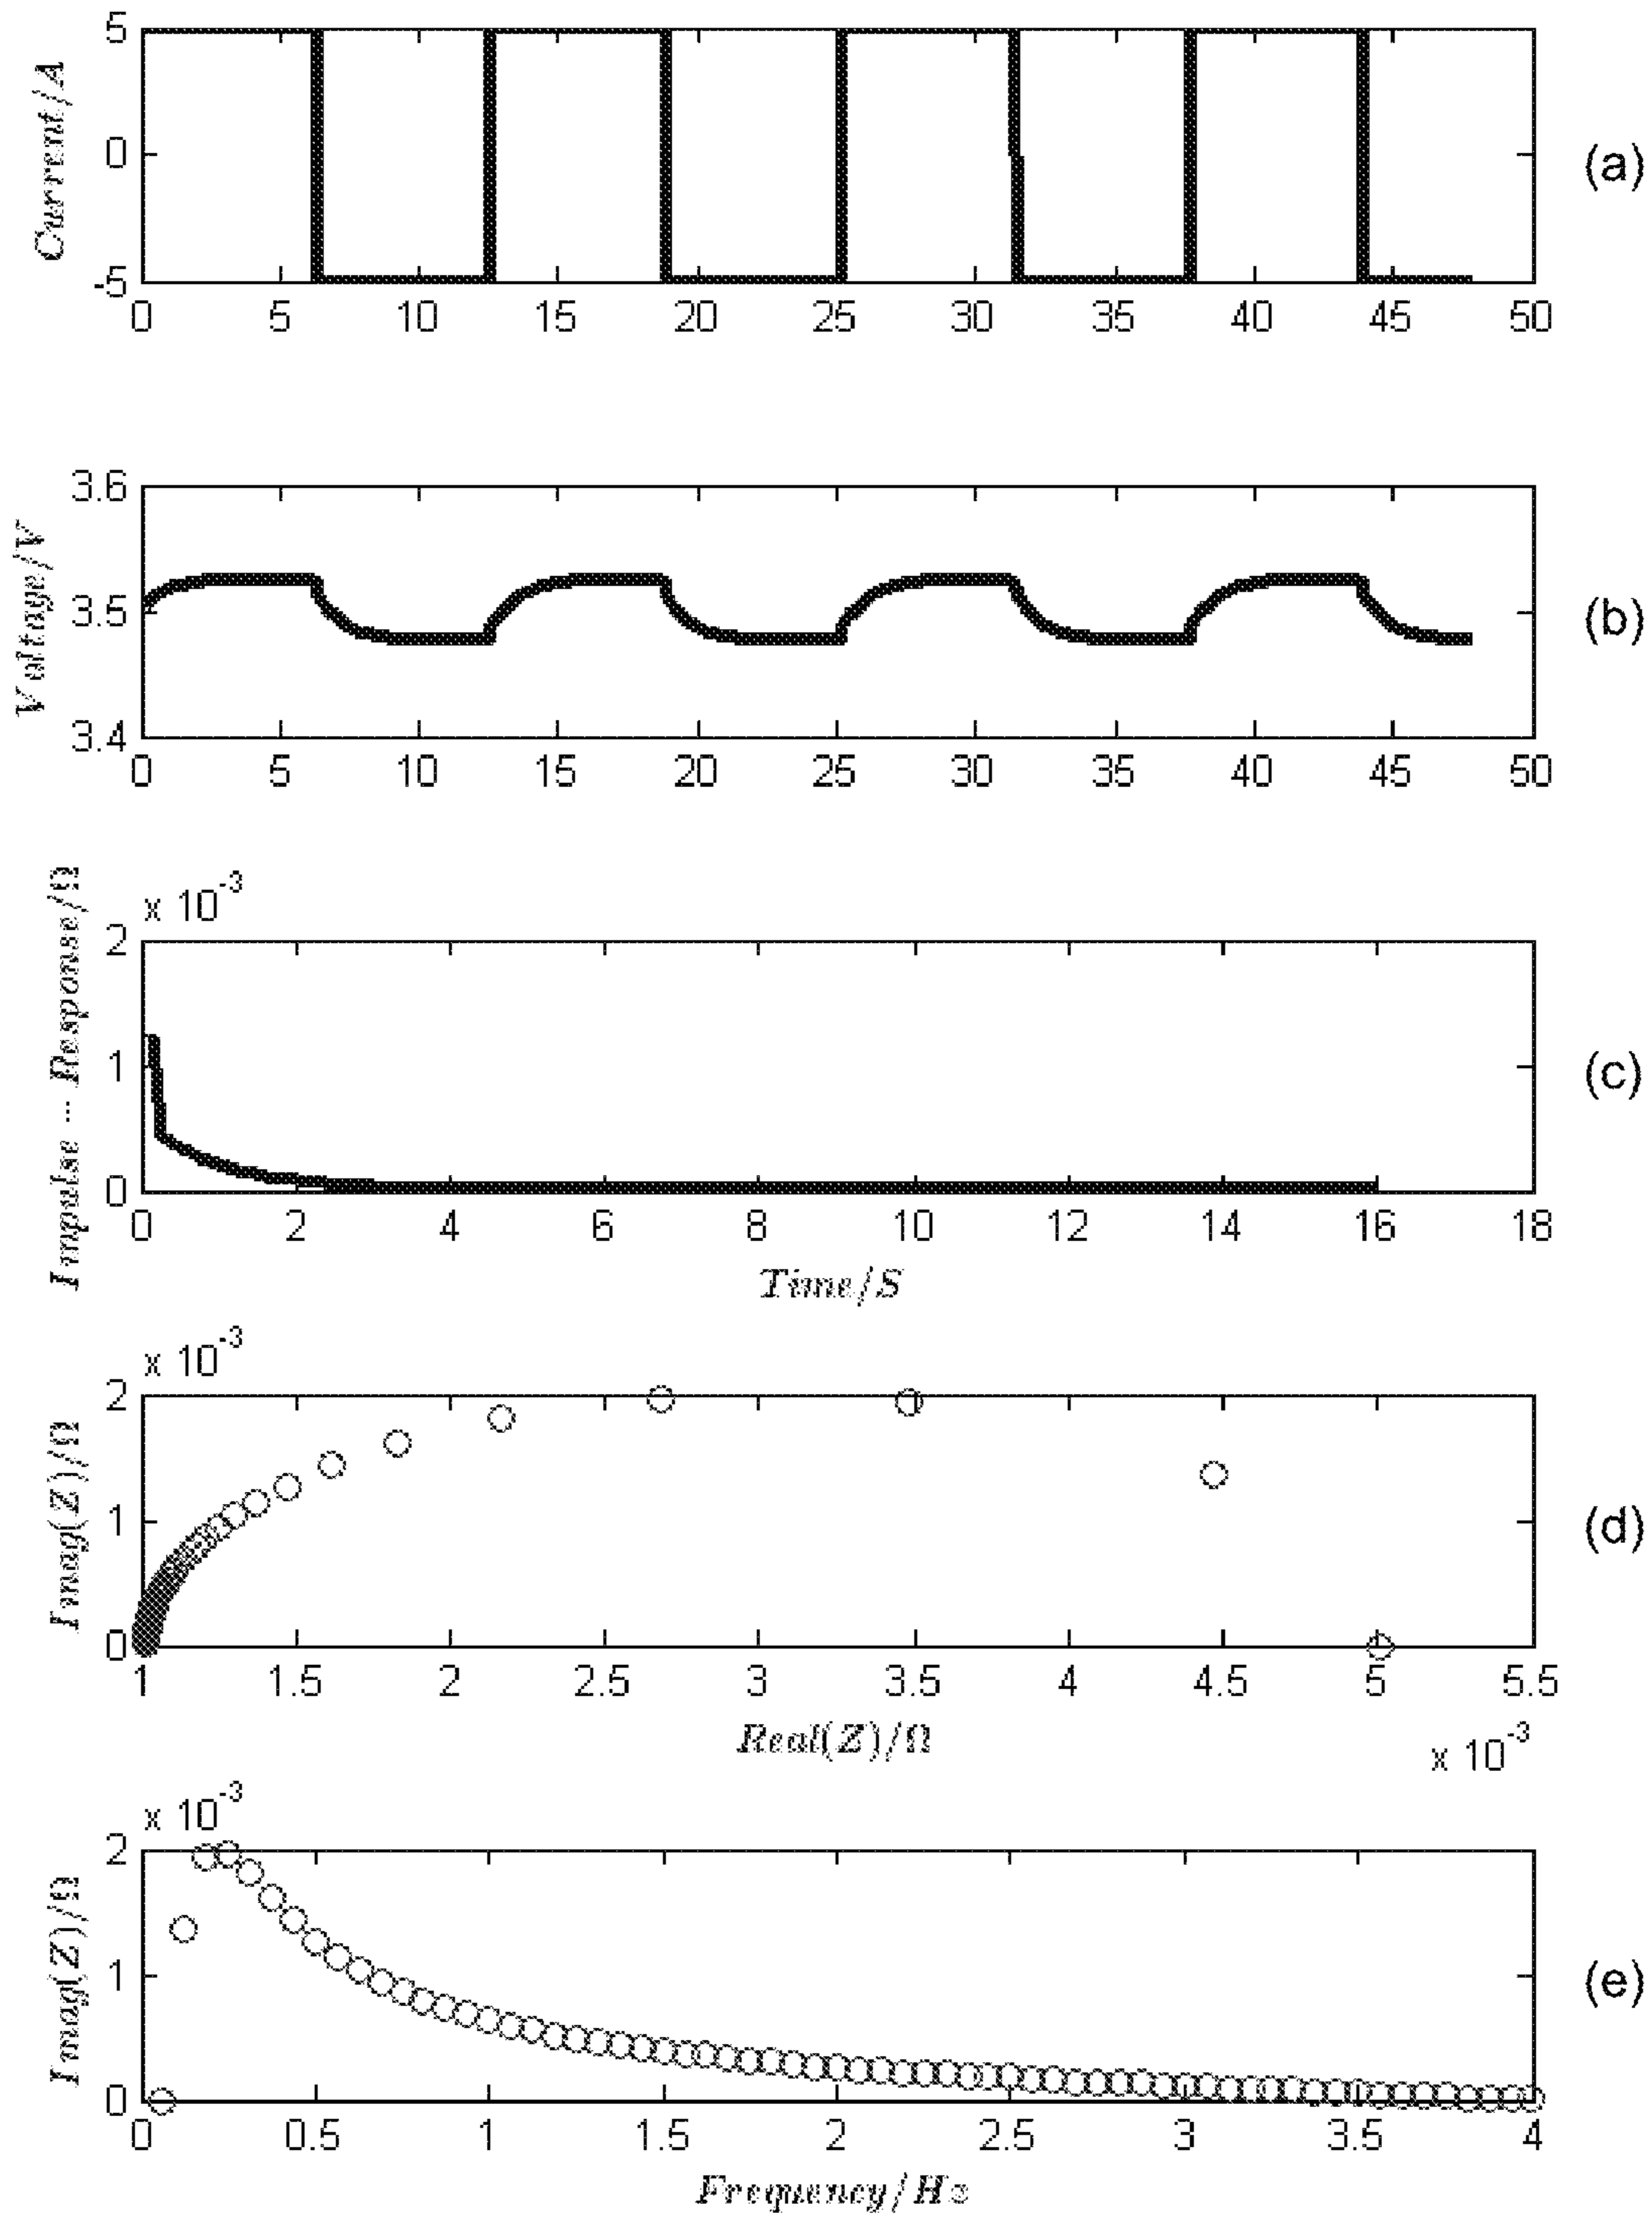 5
0
-5
Current/A
0 5 10 15 20 25 30 35 40 45 50
(a)
3.6
3.5
3.4
Voltage/V
0 5 10 15 20 25 30 35 40 45 50
(b)
x 10-3
2
1
0
Impulse - Response/Ω
0 2 4 6 8 10 12 14 16 18
Time/S
(c)
x 10-3
2
1
0
Imag(Z)/Ω
1 1.5 2 2.5 3 3.5 4 4.5 5 5.5
Real(Z)/Ω
x 10-3
(d)
x 10-3
2
1
0
Imag(Z)/Ω
0 0.5 1 1.5 2 2.5 3 3.5 4
Frequency/Hz
(e)